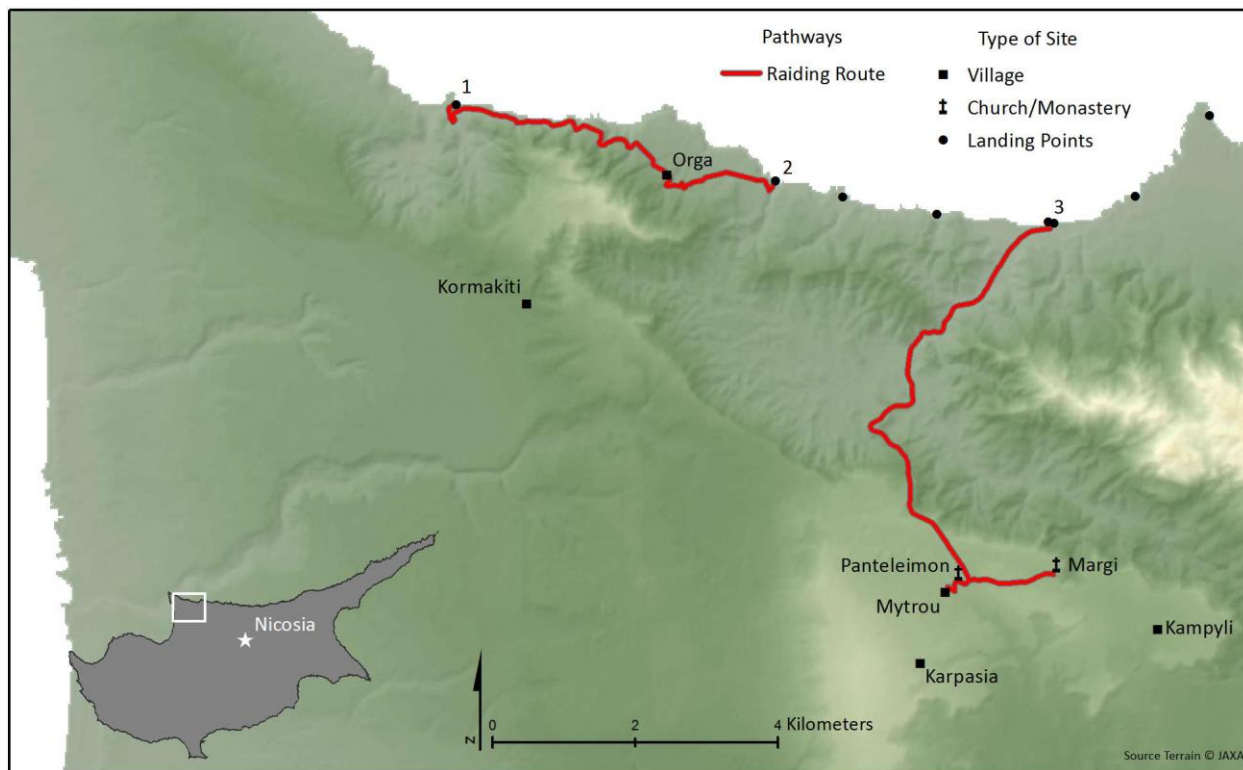 Pathways
Raiding Route
Type of Site
Village
Church/Monastery
Landing Points
1
Orga
2
3
Kormakiti
Panteleimon
Margi
Mytrou
Kampyli
Karpasia
Nicosia
N
0 2 4 Kilometers
Source Terrain © JAXA